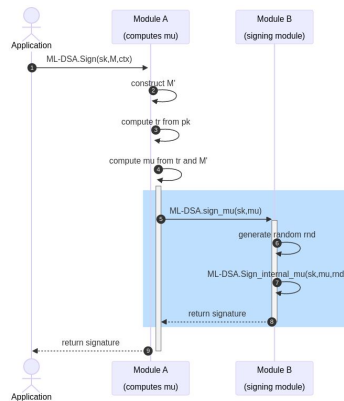 Module A
(computes mu)
Module B
(signing module)
Application
1
ML-DSA.Sign(sk,M,ctx)
construct M'
2
compute tr from pk
3
compute mu from tr and M'
4
5
ML-DSA.sign_mu(sk,mu)
generate random rnd
6
ML-DSA.Sign_internal_mu(sk,mu,rnd
7
return signature
8
return signature
9
Module A
(computes mu)
Module B
(signing module)
Application